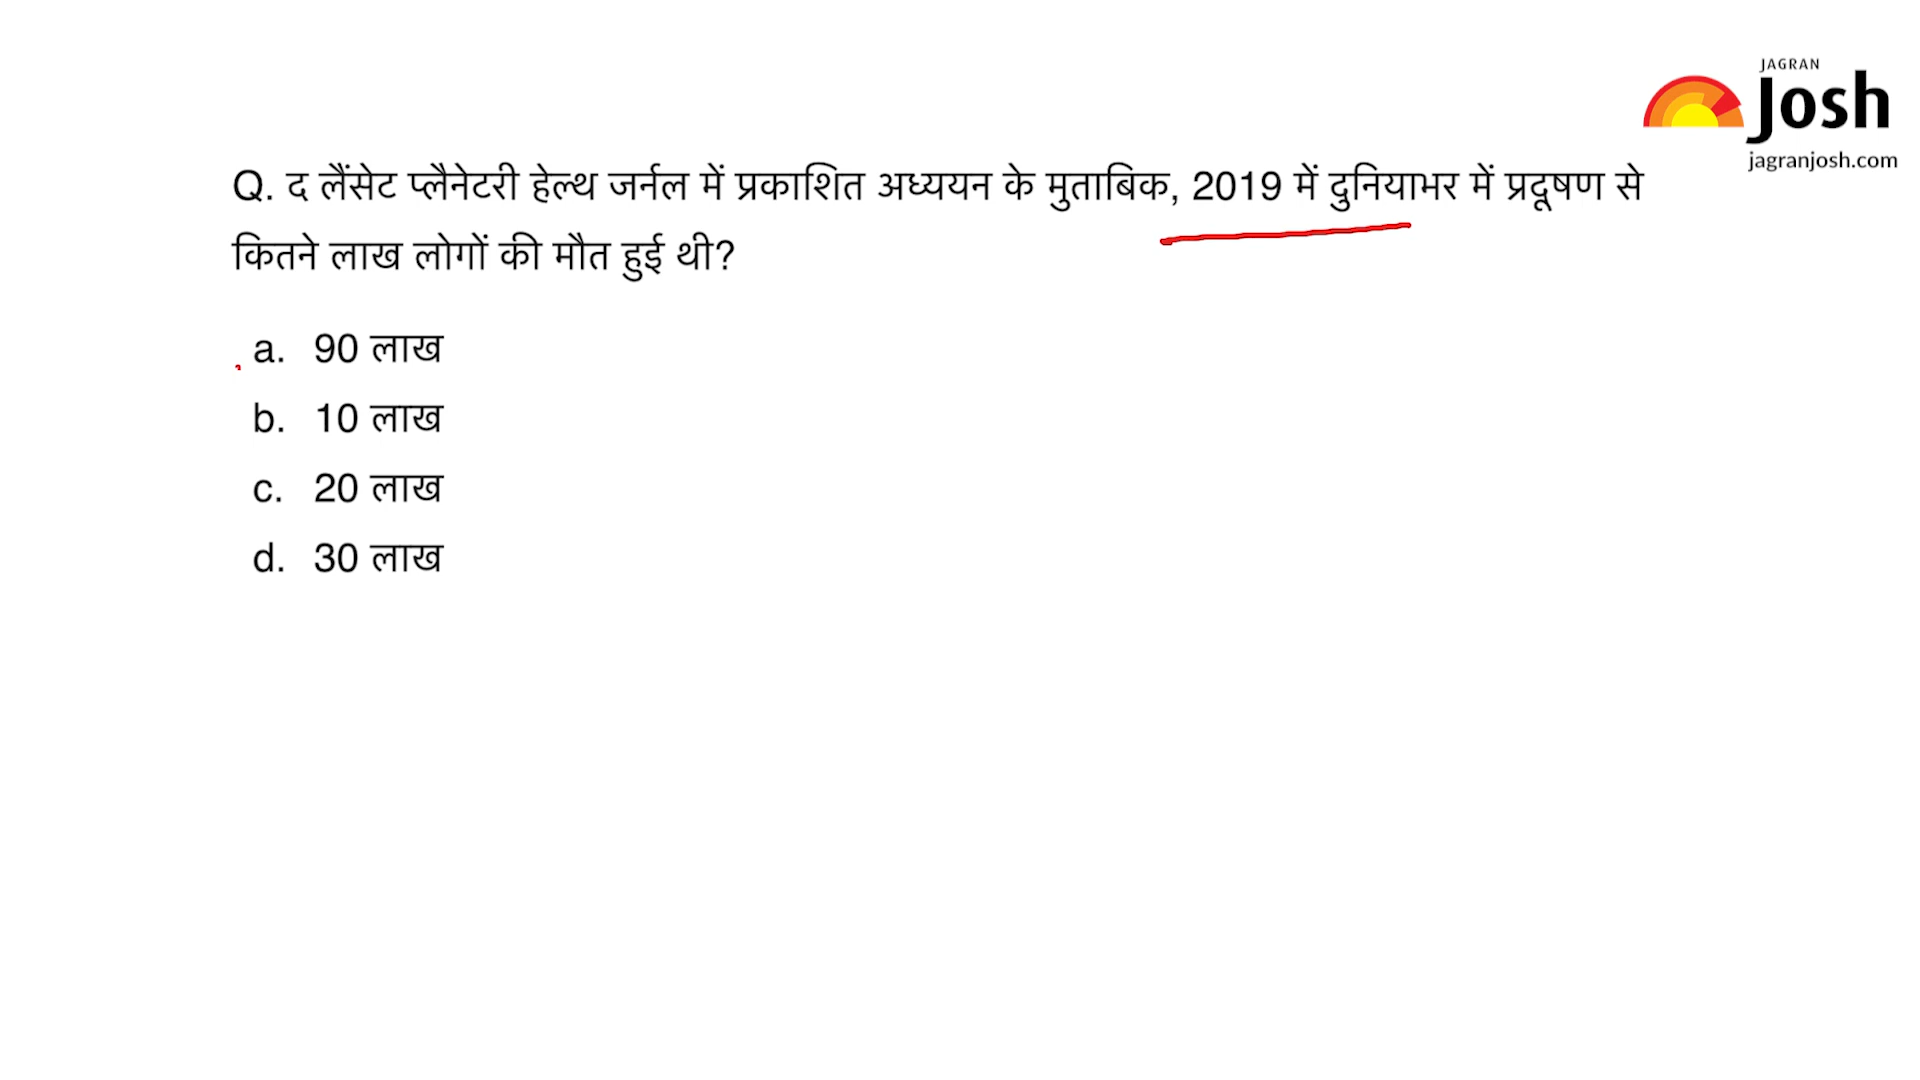 JAGRAN
Josh
jagranjosh.com
Q. द लैंसेट प्लैनेटरी हेल्थ जर्नल में प्रकाशित अध्ययन के मुताबिक, 2019 में दुनियाभर में प्रदूषण से
कितने लाख लोगों की मौत हुई थी?
a. 90 लाख
b. 10 लाख
c. 20 लाख
d. 30 लाख